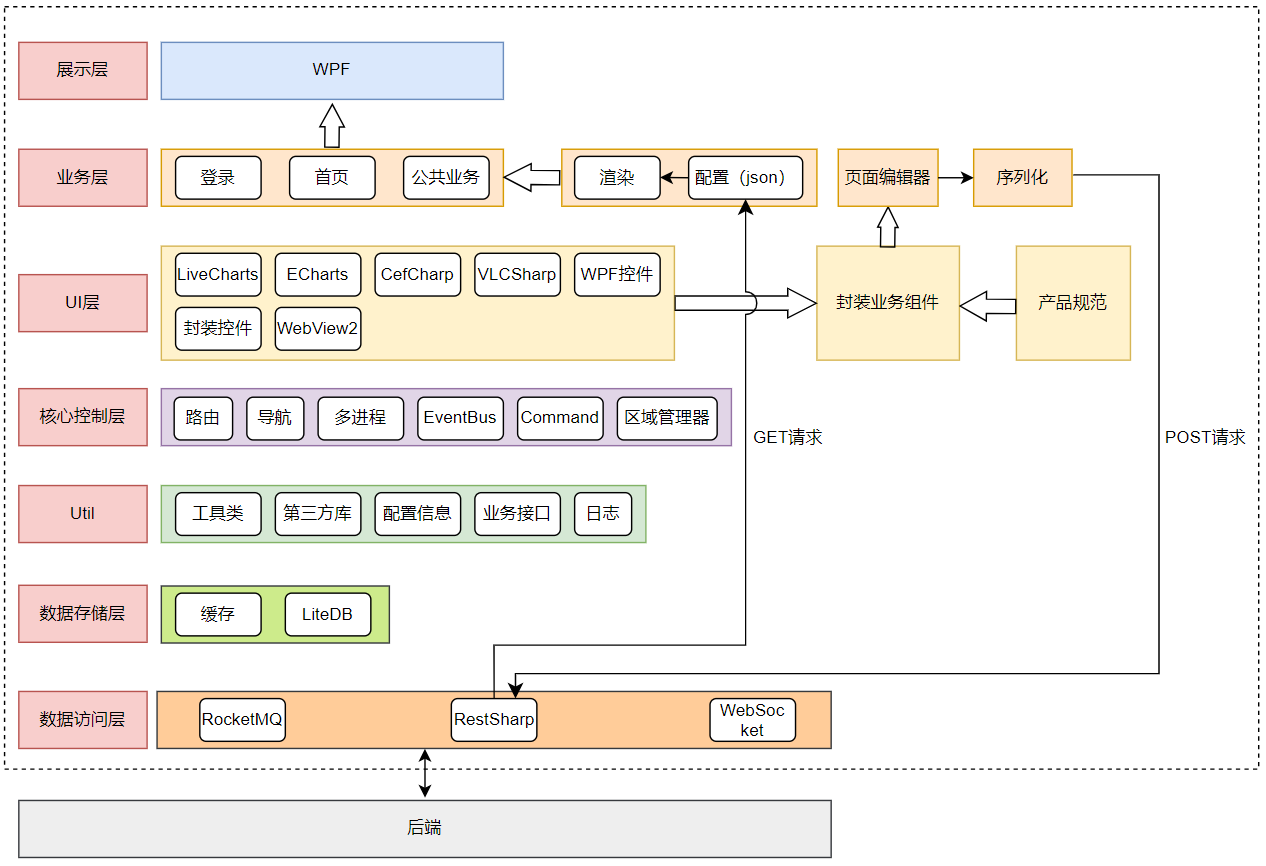 展示层
WPF
业务层
登录
首页
公共业务
渲染
配置（json）
页面编辑器
序列化
UI层
LiveCharts
ECharts
CefCharp
VLCSharp
WPF控件
封装控件
WebView2
封装业务组件
产品规范
核心控制层
路由
导航
多进程
EventBus
Command
区域管理器
GET请求
POST请求
Util
工具类
第三方库
配置信息
业务接口
日志
数据存储层
缓存
LiteDB
数据访问层
RocketMQ
RestSharp
WebSoc
ket
后端